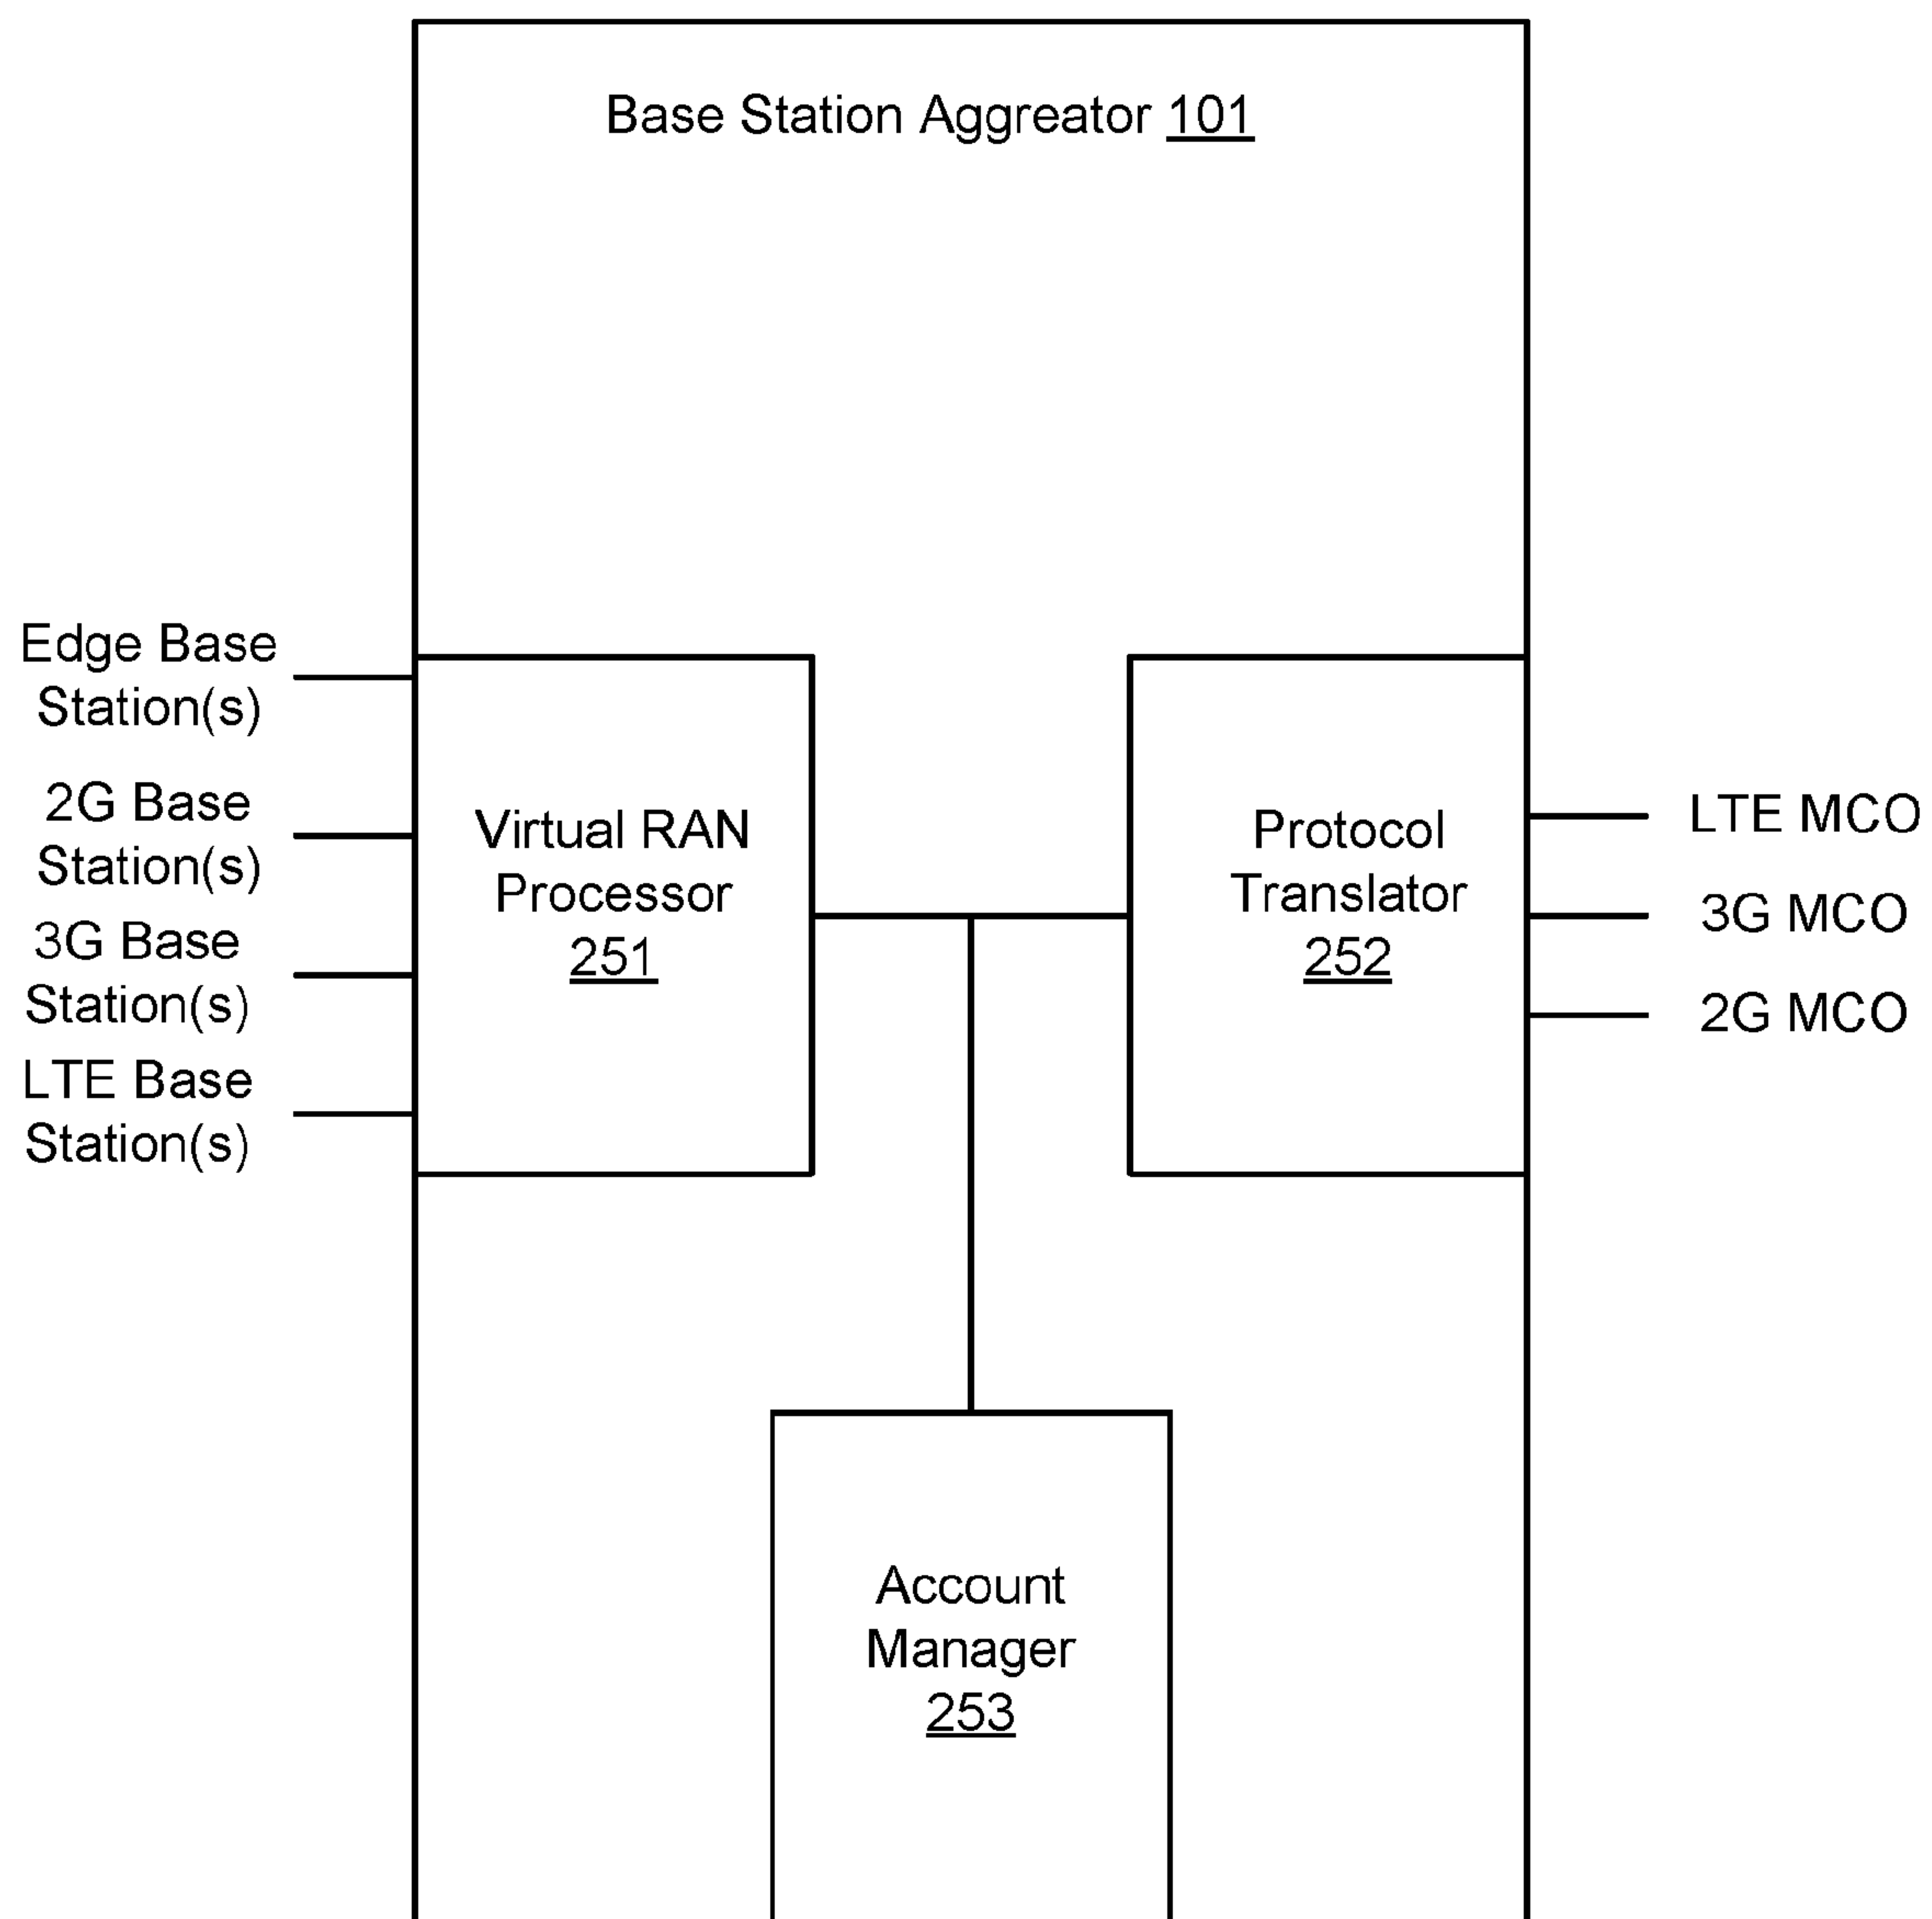 Base Station Aggreator 101
Edge Base
Station(s)
2G Base
Station(s)
3G Base
Station(s)
LTE Base
Station(s)
Virtual RAN
Processor
251
Protocol
Translator
252
LTE MCO
3G MCO
2G MCO
Account
Manager
253